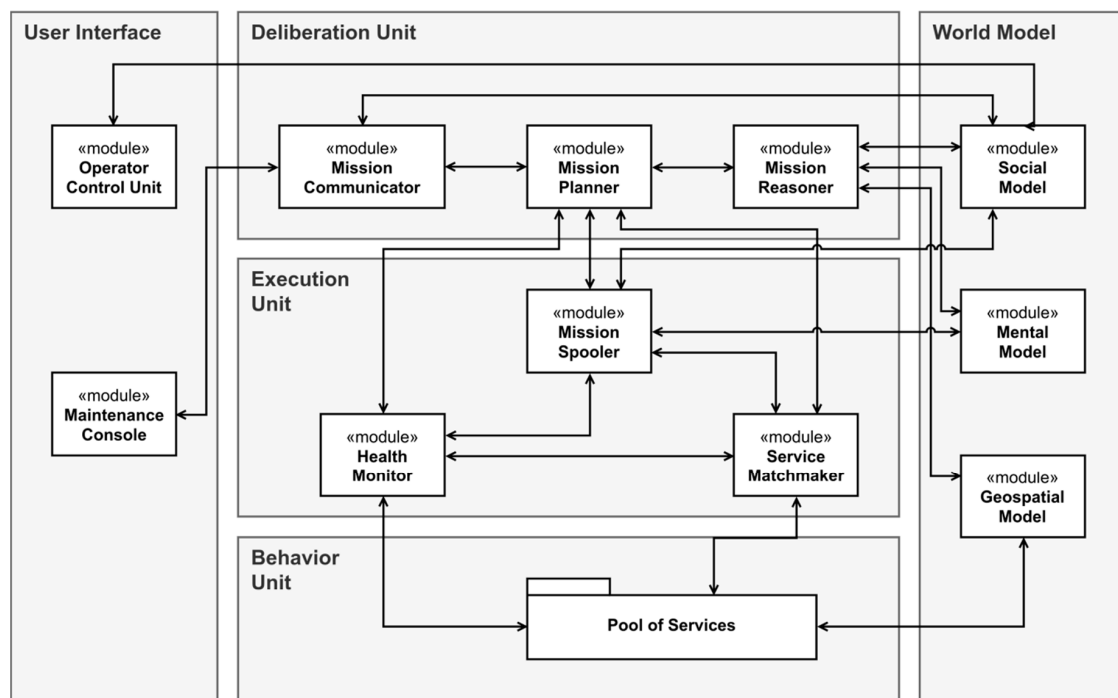 User Interface
Deliberation Unit
World Model
«module»
Operator
Control Unit
«module»
Mission
Communicator
«module»
Mission
Planner
«module»
Mission
Reasoner
«module»
Social
Model
Execution
Unit
«module»
Mission
Spooler
«module»
Mental
Model
«module»
Maintenance
Console
«module»
Health
Monitor
«module»
Service
Matchmaker
«module»
Geospatial
Model
Behavior
Unit
Pool of Services